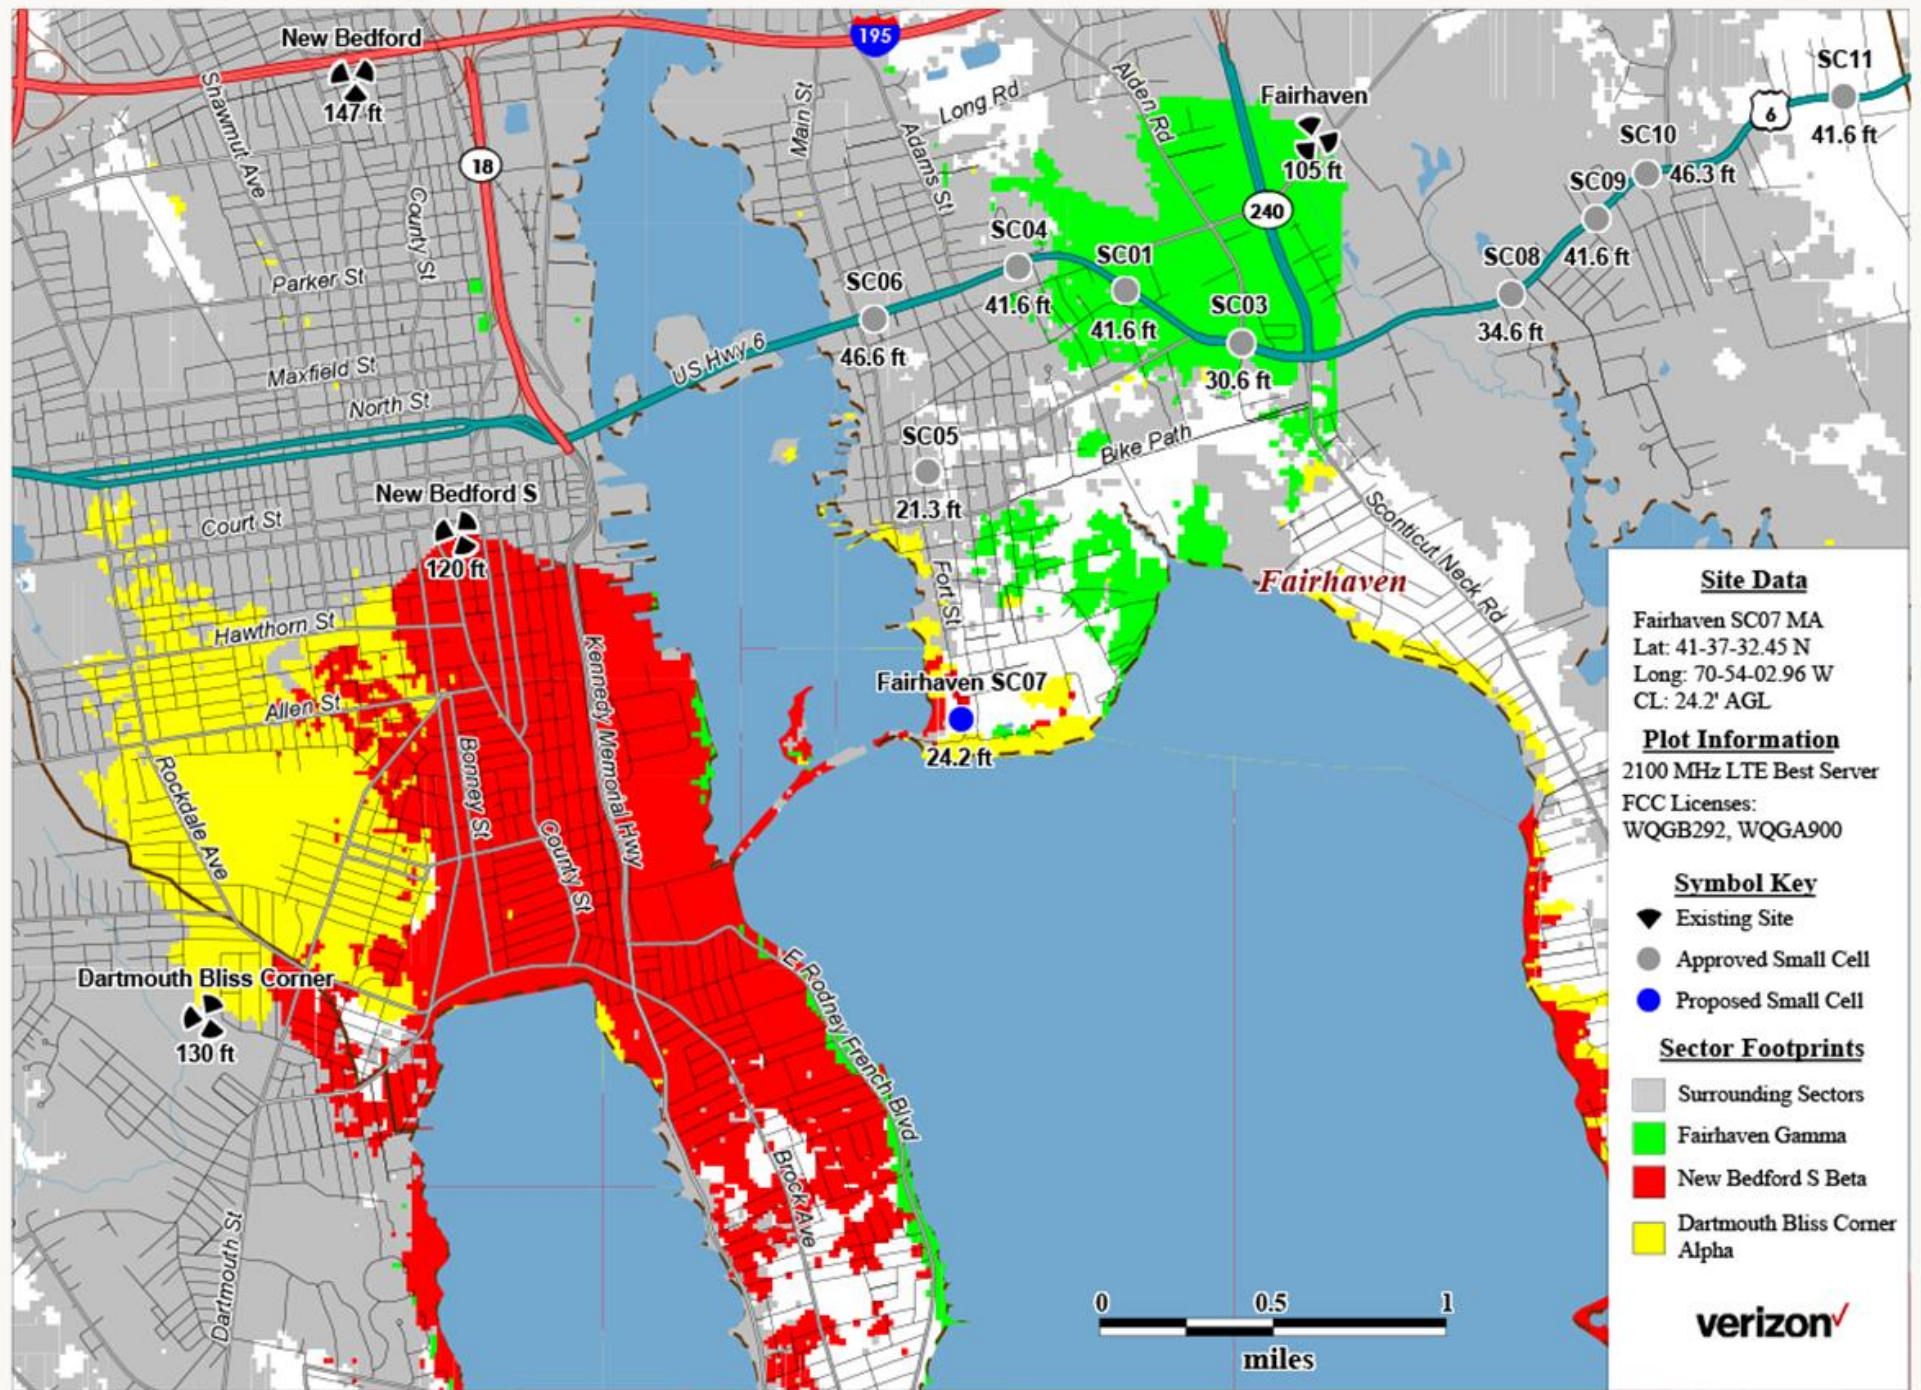 New Bedford
147 ft
195
18
Shawmut Ave
County St
Main St
Adams St
Long Rd
Alden Rd
Fairhaven
105 ft
240
6
SC11
41.6 ft
SC10
46.3 ft
SC09
41.6 ft
SC08
34.6 ft
SC04
41.6 ft
SC01
41.6 ft
SC03
30.6 ft
SC06
46.6 ft
US Hwy 6
Parker St
Maxfield St
North St
SC05
21.3 ft
Bike Path
New Bedford S
120 ft
Court St
Sconticut Neck Rd
Fairhaven
Fort St
Hawthorn St
Allen St
Kennedy Memorial Hwy
Fairhaven SC07
24.2 ft
Rockdale Ave
Bonney St
County St
Dartmouth Bliss Corner
130 ft
E Rodney French Blvd
Brock Ave
Dartmouth St
0 0.5 1
miles
Site Data
Fairhaven SC07 MA
Lat: 41-37-32.45 N
Long: 70-54-02.96 W
CL: 24.2' AGL
Plot Information
2100 MHz LTE Best Server
FCC Licenses:
WQGB292, WQGA900
Symbol Key
Existing Site
Approved Small Cell
Proposed Small Cell
Sector Footprints
Surrounding Sectors
Fairhaven Gamma
New Bedford S Beta
Dartmouth Bliss Corner
Alpha
verizon